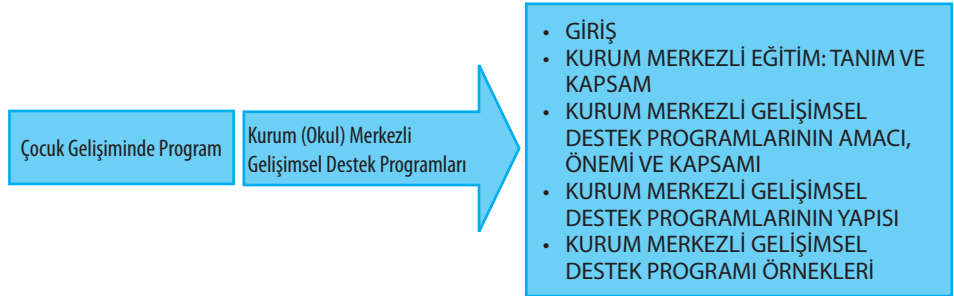 Çocuk Gelişiminde Program
Kurum (Okul) Merkezli
Gelişimsel Destek Programları
• GİRİŞ
• KURUM MERKEZLİ EĞİTİM: TANIM VE
KAPSAM
• KURUM MERKEZLİ GELİŞİMSEL
DESTEK PROGRAMLARININ AMACI,
ÖNEMİ VE KAPSAMI
• KURUM MERKEZLİ GELİŞİMSEL
DESTEK PROGRAMLARININ YAPISI
• KURUM MERKEZLİ GELİŞİMSEL
DESTEK PROGRAMI ÖRNEKLERİ